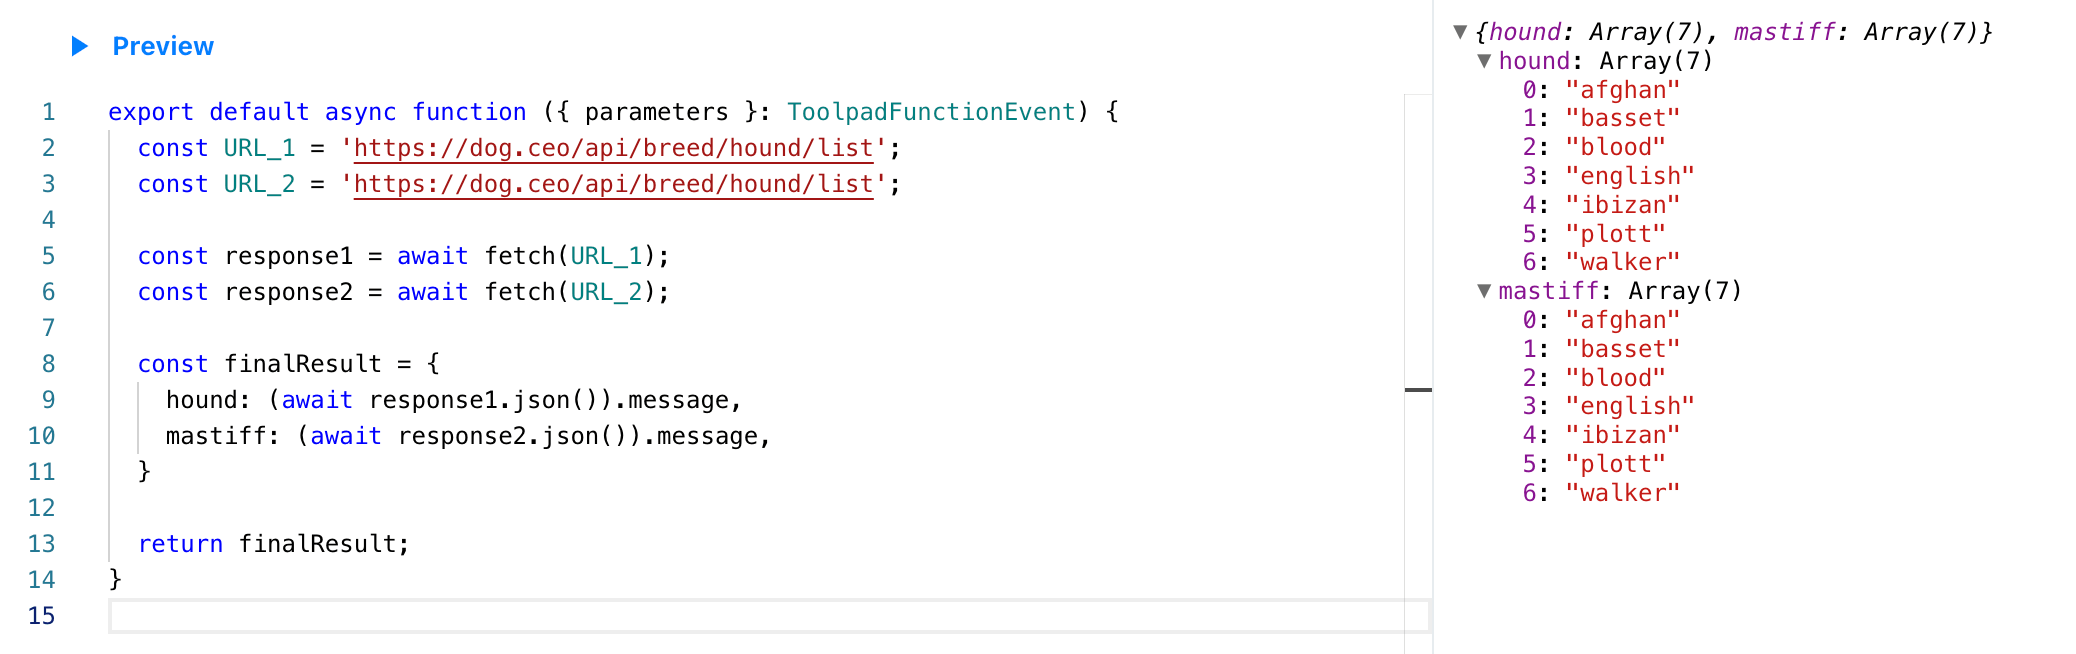 Preview
1 export default async function ({ parameters }: ToolpadFunctionEvent) {
2 const URL_1 = 'https://dog.ceo/api/breed/hound/list';
3 const URL_2 = 'https://dog.ceo/api/breed/hound/list';
4
5 const response1 = await fetch(URL_1);
6 const response2 = await fetch(URL_2);
7
8 const finalResult = {
9 hound: (await response1.json()).message,
10 mastiff: (await response2.json()).message,
11 }
12
13 return finalResult;
14 }
15
{hound: Array(7), mastiff: Array(7)}
hound: Array(7)
0: "afghan"
1: "basset"
2: "blood"
3: "english"
4: "ibizan"
5: "plott"
6: "walker"
mastiff: Array(7)
0: "afghan"
1: "basset"
2: "blood"
3: "english"
4: "ibizan"
5: "plott"
6: "walker"